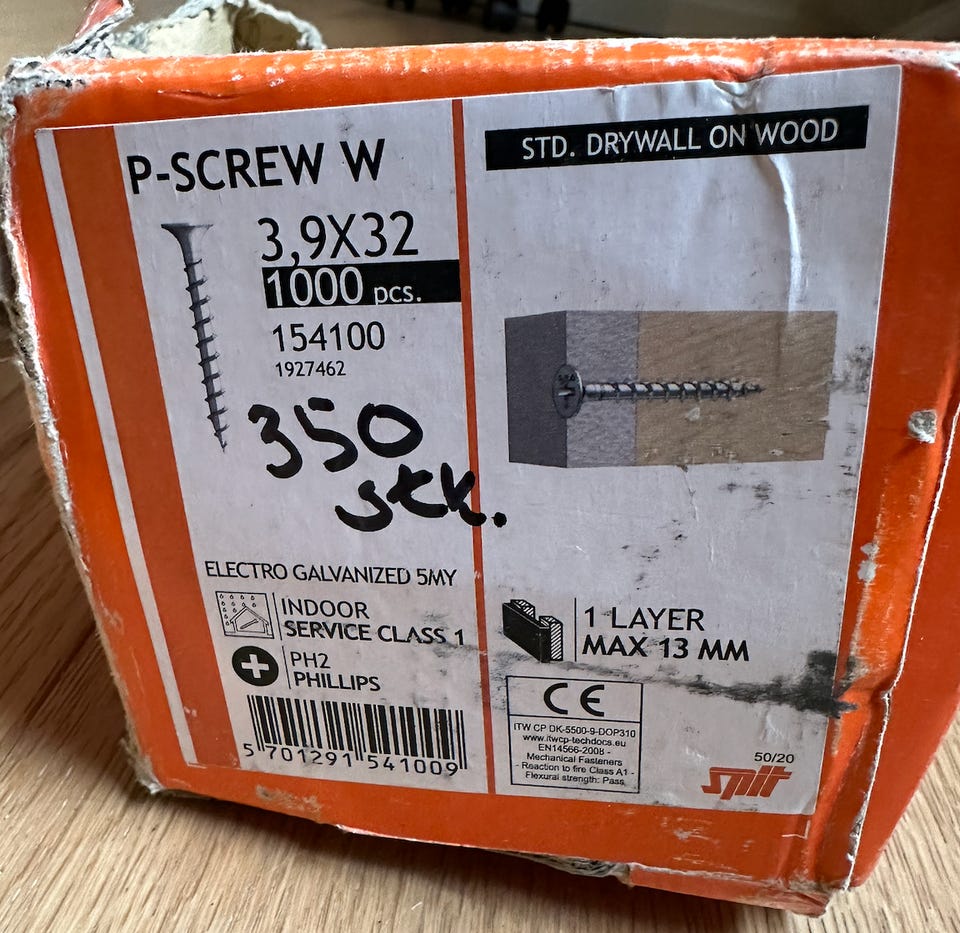 P-SCREW W
3,9X32
1000 pcs.
154100
1927462
350
stk.
ELECTRO GALVANIZED 5MY
INDOOR
SERVICE CLASS 1
PH2
PHILLIPS
5 701291 541009
STD. DRYWALL ON WOOD
1 LAYER
MAX 13 MM
CE
ITW CP DK-5500-9-DOP310
www.itwcp-techdocs.eu
EN14566-2008 -
Mechanical Fasteners
- Reaction to fire Class A1 -
Flexural strength: Pass
50/20
spit